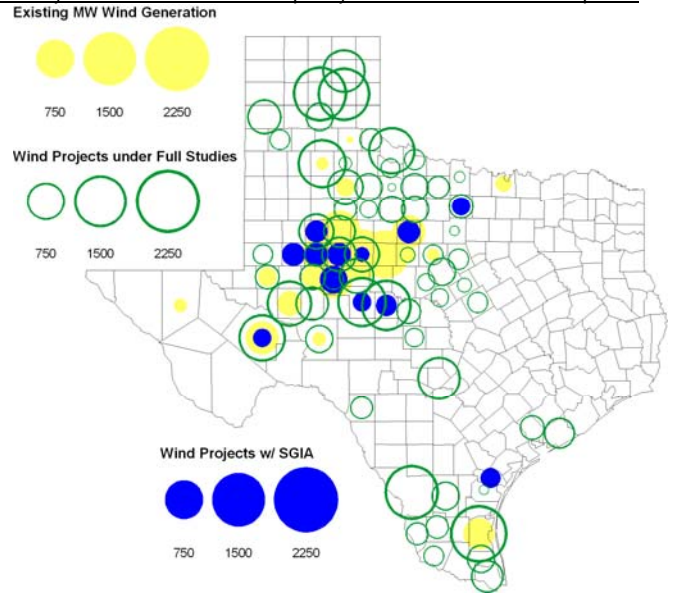 Existing MW Wind Generation
750 1500 2250
Wind Projects under Full Studies
750 1500 2250
Wind Projects w/ SGIA
750 1500 2250